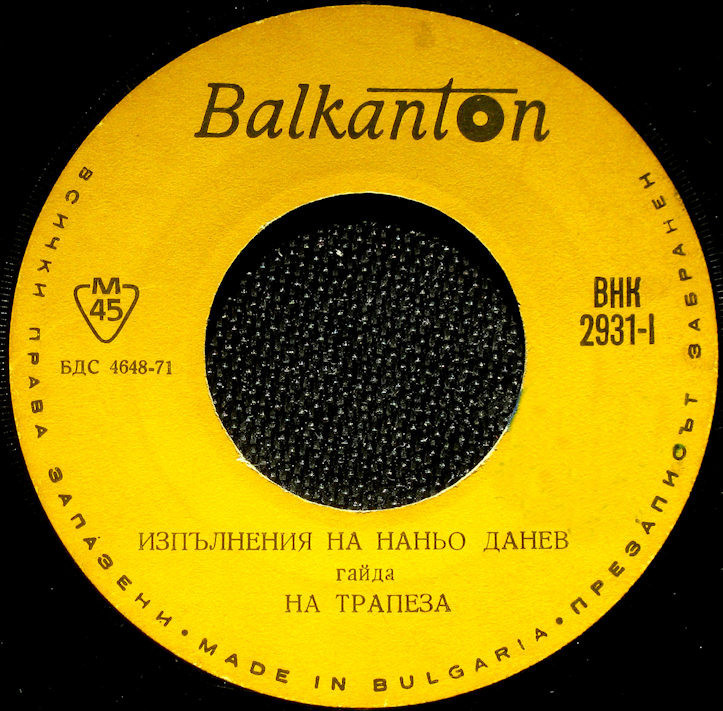 Balkanton
М
45
БДС 4648-71
ВНК
2931-I
ИЗПЪЛНЕНИЯ НА НАНЬО ДАНЕВ
гайда
НА ТРАПЕЗА
ВСИЧКИ ПРАВА ЗАПАЗЕНИ • MADE IN BULGARIA • ПРЕЗАПИСЪТ ЗАБРАНЕН